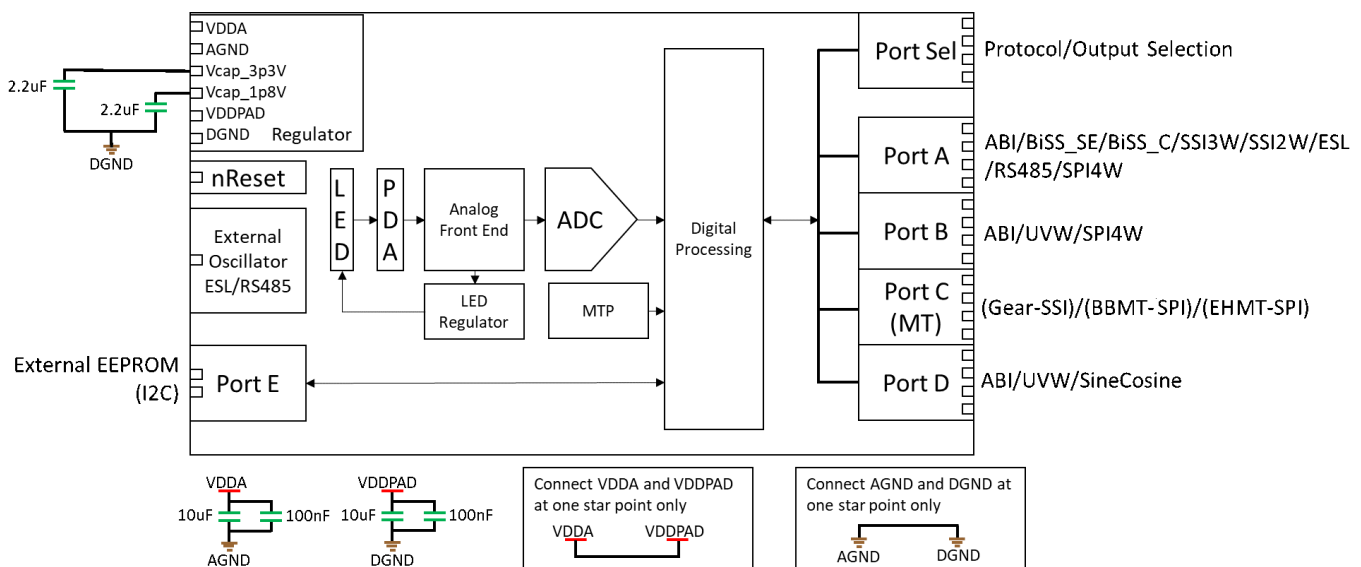 VDDA
AGND
Vcap_3p3V
Vcap_1p8V
VDDPAD
DGND
Regulator
2.2uF
2.2uF
DGND
nReset
External
Oscillator
ESL/RS485
External EEPROM
(I2C)
Port E
LED
PDA
Analog
Front End
LED
Regulator
ADC
MTP
Digital
Processing
Port Sel
Protocol/Output Selection
Port A
ABI/BiSS_SE/BiSS_C/SSI3W/SSI2W/ESL
/RS485/SPI4W
Port B
ABI/UVW/SPI4W
Port C
(MT)
(Gear-SSI)/(BBMT-SPI)/(EHMT-SPI)
Port D
ABI/UVW/SineCosine
VDDA
10uF
100nF
AGND
VDDPAD
10uF
100nF
DGND
Connect VDDA and VDDPAD
at one star point only
VDDA
VDDPAD
Connect AGND and DGND at
one star point only
AGND
DGND